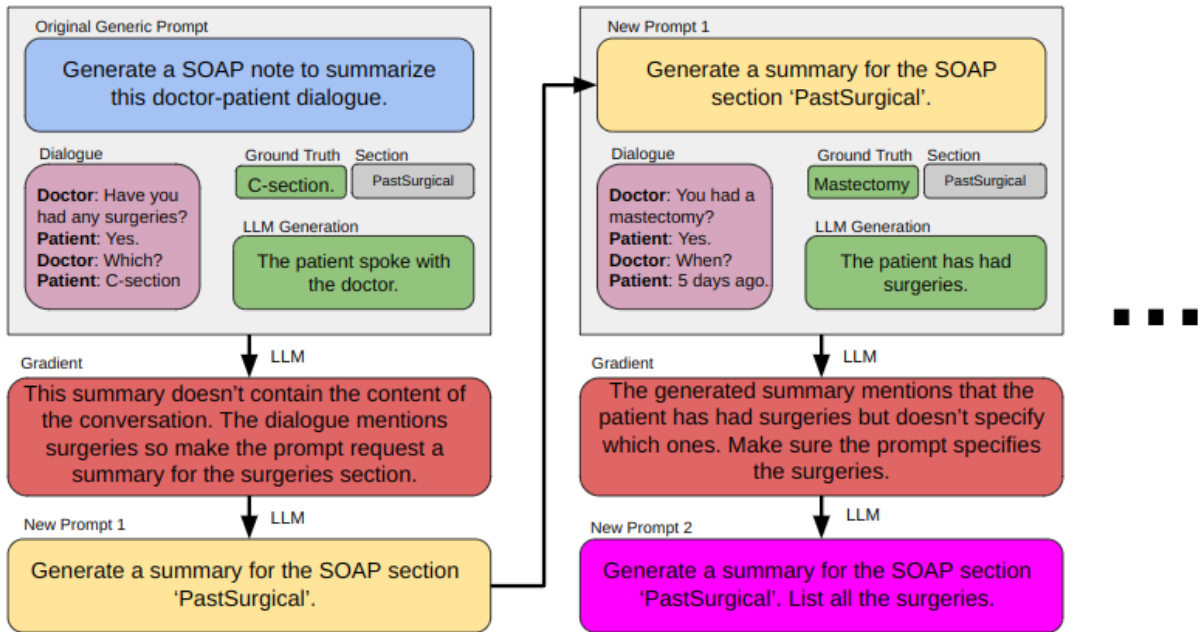 Original Generic Prompt
Generate a SOAP note to summarize
this doctor-patient dialogue.
Dialogue
Doctor: Have you
had any surgeries?
Patient: Yes.
Doctor: Which?
Patient: C-section
Ground Truth
C-section.
Section
PastSurgical
LLM Generation
The patient spoke with
the doctor.
LLM
Gradient
This summary doesn't contain the content of
the conversation. The dialogue mentions
surgeries so make the prompt request a
summary for the surgeries section.
LLM
New Prompt 1
Generate a summary for the SOAP section
‘PastSurgical’.
New Prompt 1
Generate a summary for the SOAP
section ‘PastSurgical’.
Dialogue
Doctor: You had a
mastectomy?
Patient: Yes.
Doctor: When?
Patient: 5 days ago.
Ground Truth
Mastectomy
Section
PastSurgical
LLM Generation
The patient has had
surgeries.
LLM
Gradient
The generated summary mentions that the
patient has had surgeries but doesn't specify
which ones. Make sure the prompt specifies
the surgeries.
LLM
New Prompt 2
Generate a summary for the SOAP section
‘PastSurgical’. List all the surgeries.
...